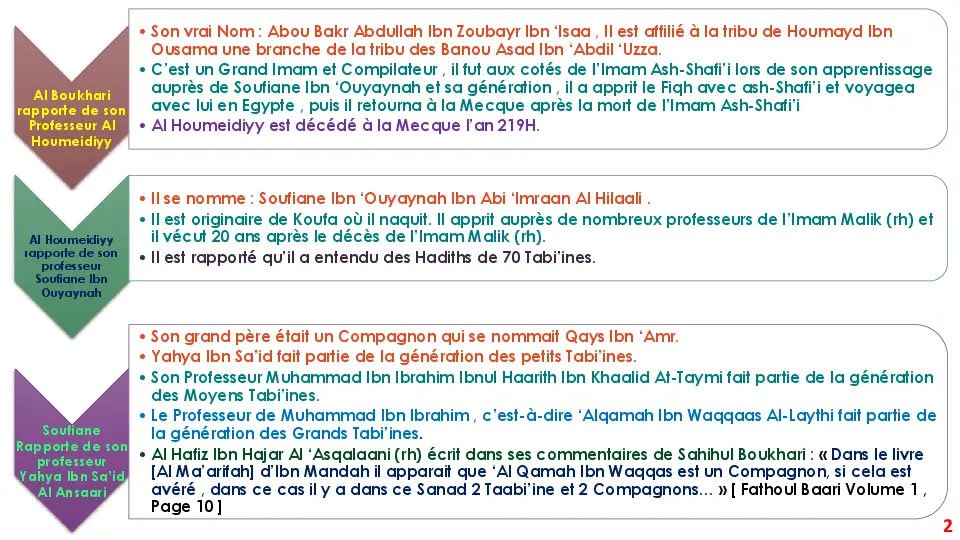 Al Boukhari
rapporte de son
Professeur Al
Houmeidiyy
• Son vrai Nom : Abou Bakr Abdullah Ibn Zoubayr Ibn ‘Isaa , Il est affilié à la tribu de Houmayd Ibn
Ousama une branche de la tribu des Banou Asad Ibn ‘Abdil ‘Uzza.
• C’est un Grand Imam et Compilateur , il fut aux cotés de l’Imam Ash-Shafi’i lors de son apprentissage
auprès de Soufiane Ibn ‘Ouyaynah et sa génération , il a apprit le Fiqh avec ash-Shafi’i et voyagea
avec lui en Egypte , puis il retourna à la Mecque après la mort de l’Imam Ash-Shafi’i
• Al Houmeidiyy est décédé à la Mecque l’an 219H.
Al Houmeidiyy
rapporte de son
professeur
Soufiane Ibn
Ouyaynah
• Il se nomme : Soufiane Ibn ‘Ouyaynah Ibn Abi ‘Imraan Al Hilaali .
• Il est originaire de Koufa où il naquit. Il apprit auprès de nombreux professeurs de l’Imam Malik (rh) et
il vécut 20 ans après le décès de l’Imam Malik (rh).
• Il est rapporté qu’il a entendu des Hadiths de 70 Tabi’ines.
Soufiane
Rapporte de son
professeur
Yahya Ibn Sa’id
Al Ansaari
• Son grand père était un Compagnon qui se nommait Qays Ibn ‘Amr.
• Yahya Ibn Sa’id fait partie de la génération des petits Tabi’ines.
• Son Professeur Muhammad Ibn Ibrahim Ibnul Haarith Ibn Khaalid At-Taymi fait partie de la génération
des Moyens Tabi’ines.
• Le Professeur de Muhammad Ibn Ibrahim , c’est-à-dire ‘Alqamah Ibn Waqqaas Al-Laythi fait partie de
la génération des Grands Tabi’ines.
• Al Hafiz Ibn Hajar Al ‘Asqalaani (rh) écrit dans ses commentaires de Sahihul Boukhari : « Dans le livre
[Al Ma’arifah] d’Ibn Mandah il apparait que ‘Al Qamah Ibn Waqqas est un Compagnon, si cela est
avéré , dans ce cas il y a dans ce Sanad 2 Taabi’ine et 2 Compagnons… » [ Fathoul Baari Volume 1 ,
Page 10 ]
2